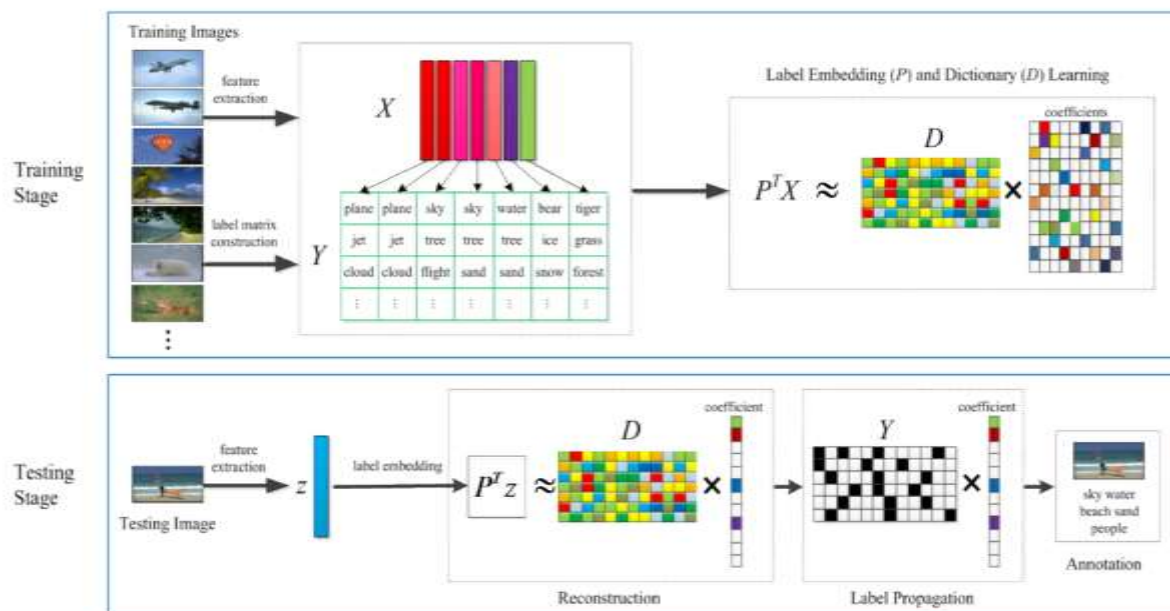 Training Stage
Training Images
feature extraction
label matrix construction
X
Y
plane plane sky sky water bear tiger
jet jet tree tree tree ice grass
cloud cloud flight sand sand snow forest
⋮ ⋮ ⋮ ⋮ ⋮ ⋮ ⋮
⋮
Label Embedding (P) and Dictionary (D) Learning
coefficients
D
PᵀX ≈ ×
Testing Stage
Testing Image
feature extraction
z
label embedding
coefficient
D
Pᵀz ≈ ×
Reconstruction
coefficient
Y
×
Label Propagation
sky water
beach sand
people
Annotation